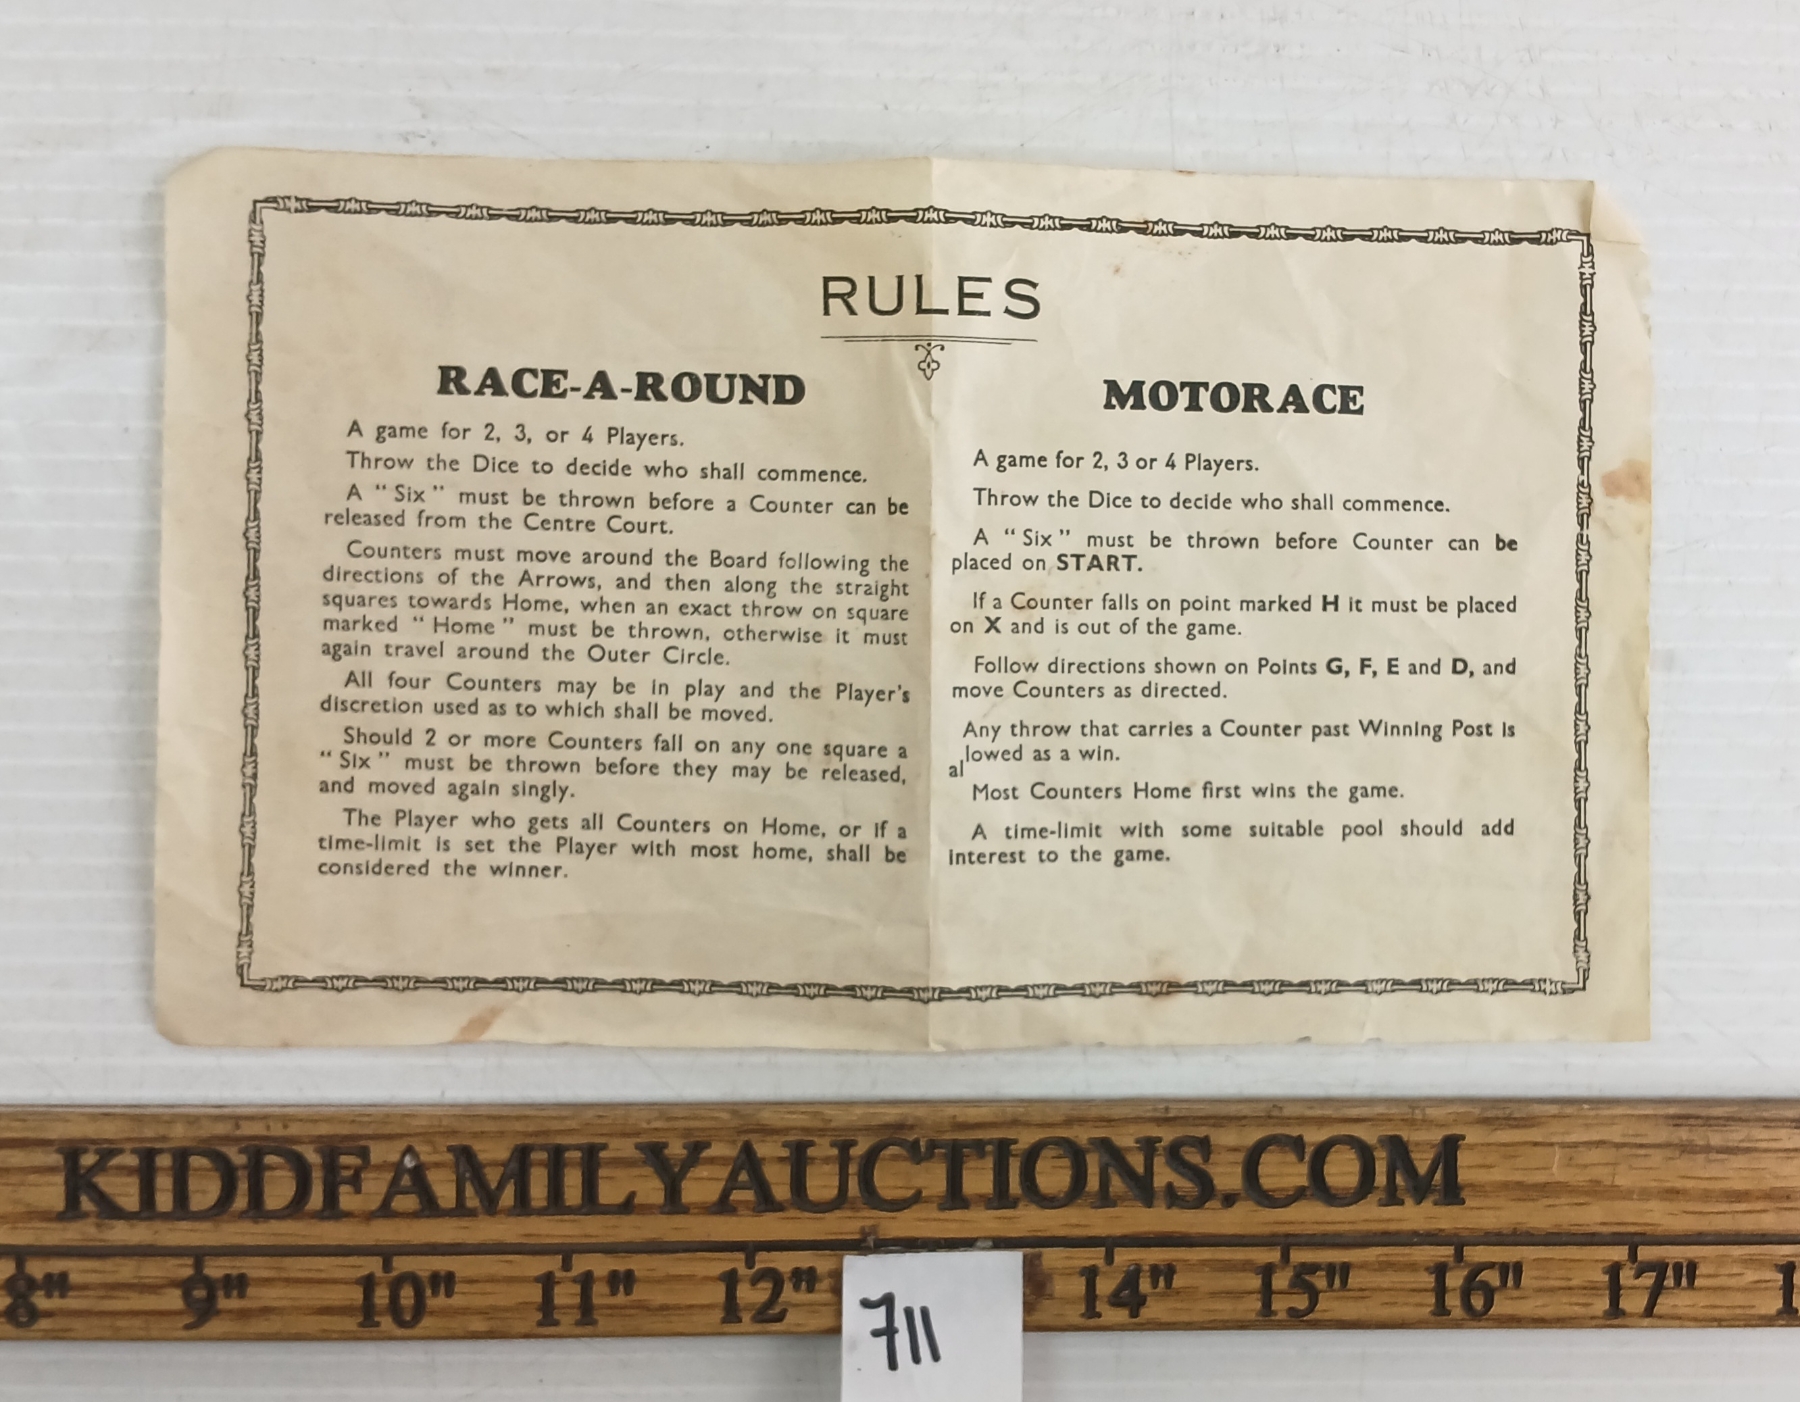 RULES
RACE-A-ROUND
A game for 2, 3, or 4 Players.
Throw the Dice to decide who shall commence.
A “ Six ” must be thrown before a Counter can be
released from the Centre Court.
Counters must move around the Board following the
directions of the Arrows, and then along the straight
squares towards Home, when an exact throw on square
marked “ Home ” must be thrown, otherwise it must
again travel around the Outer Circle.
All four Counters may be in play and the Player's
discretion used as to which shall be moved.
Should 2 or more Counters fall on any one square a
“ Six ” must be thrown before they may be released,
and moved again singly.
The Player who gets all Counters on Home, or if a
time-limit is set the Player with most home, shall be
considered the winner.
MOTORACE
A game for 2, 3 or 4 Players.
Throw the Dice to decide who shall commence.
A “ Six ” must be thrown before Counter can be
placed on START.
If a Counter falls on point marked H it must be placed
on X and is out of the game.
Follow directions shown on Points G, F, E and D, and
move Counters as directed.
Any throw that carries a Counter past Winning Post is
allowed as a win.
Most Counters Home first wins the game.
A time-limit with some suitable pool should add
interest to the game.
KIDDFAMILYAUCTIONS.COM
8" 9" 10" 11" 12" 14" 15" 16" 17" 1
711